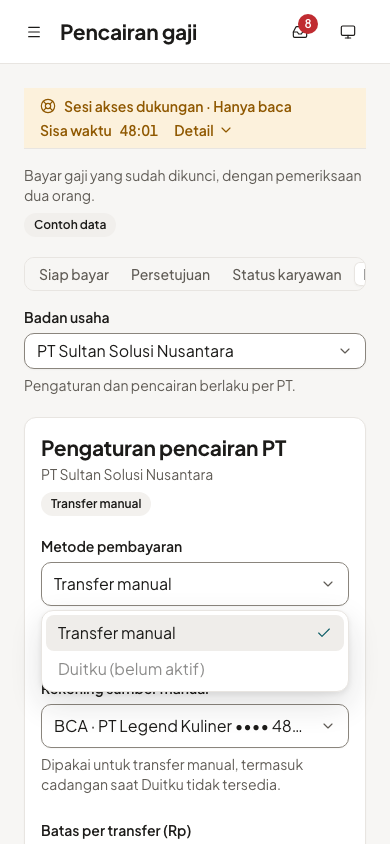 Pencairan gaji
8
Sesi akses dukungan · Hanya baca
Sisa waktu 48:01 Detail
Bayar gaji yang sudah dikunci, dengan pemeriksaan
dua orang.
Contoh data
Siap bayar Persetujuan Status karyawan
Badan usaha
PT Sultan Solusi Nusantara
Pengaturan dan pencairan berlaku per PT.
Pengaturan pencairan PT
PT Sultan Solusi Nusantara
Transfer manual
Metode pembayaran
Transfer manual
Transfer manual
Duitku (belum aktif)
Rekening sumber manual
BCA · PT Legend Kuliner •••• 48...
Dipakai untuk transfer manual, termasuk
cadangan saat Duitku tidak tersedia.
Batas per transfer (Rp)